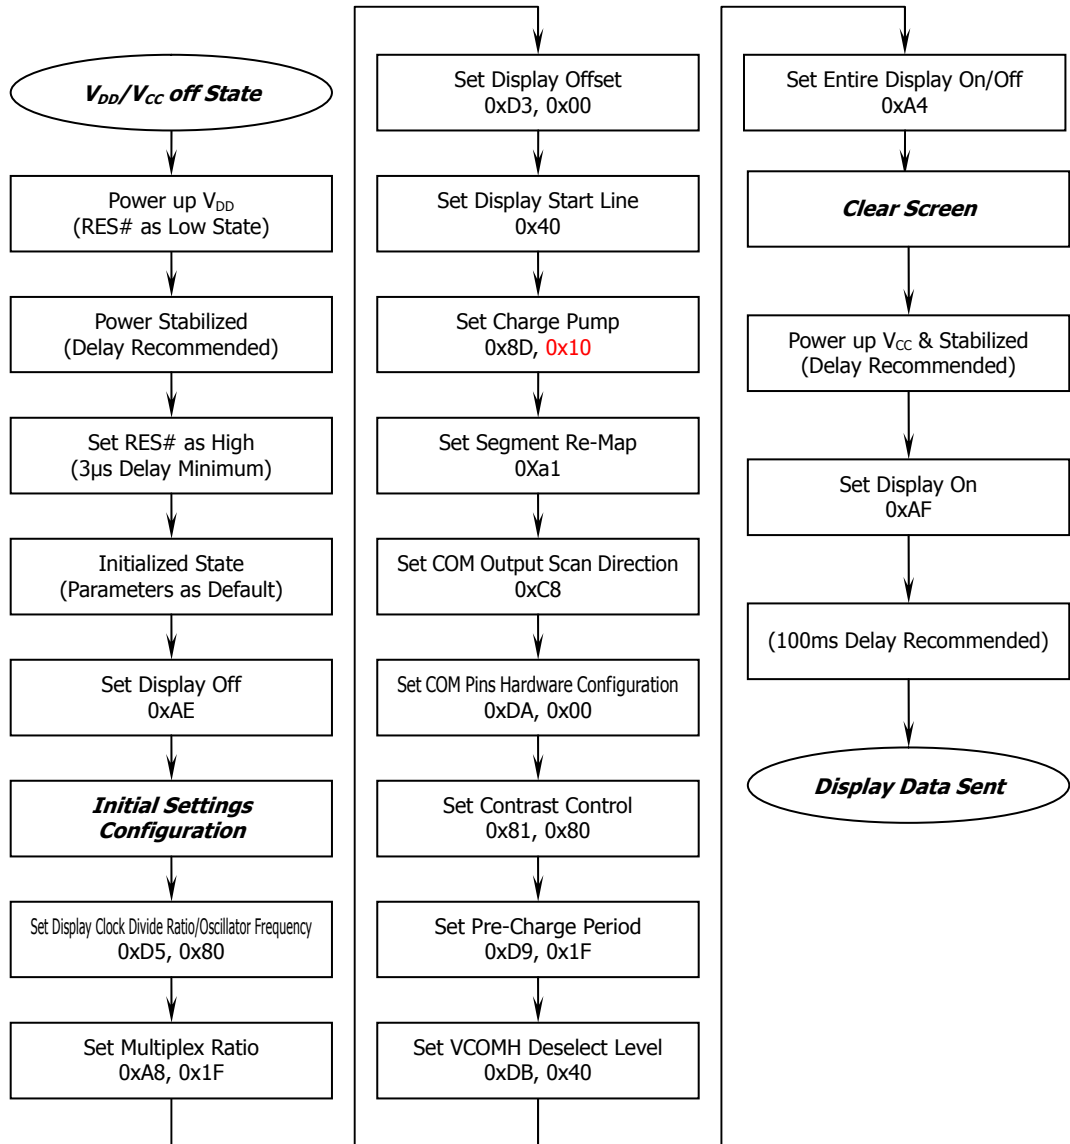 V_DD/V_CC off State
Power up V_DD
(RES# as Low State)
Power Stabilized
(Delay Recommended)
Set RES# as High
(3μs Delay Minimum)
Initialized State
(Parameters as Default)
Set Display Off
0xAE
Initial Settings
Configuration
Set Display Clock Divide Ratio/Oscillator Frequency
0xD5, 0x80
Set Multiplex Ratio
0xA8, 0x1F
Set Display Offset
0xD3, 0x00
Set Display Start Line
0x40
Set Charge Pump
0x8D, 0x10
Set Segment Re-Map
0Xa1
Set COM Output Scan Direction
0xC8
Set COM Pins Hardware Configuration
0xDA, 0x00
Set Contrast Control
0x81, 0x80
Set Pre-Charge Period
0xD9, 0x1F
Set VCOMH Deselect Level
0xDB, 0x40
Set Entire Display On/Off
0xA4
Clear Screen
Power up V_CC & Stabilized
(Delay Recommended)
Set Display On
0xAF
(100ms Delay Recommended)
Display Data Sent